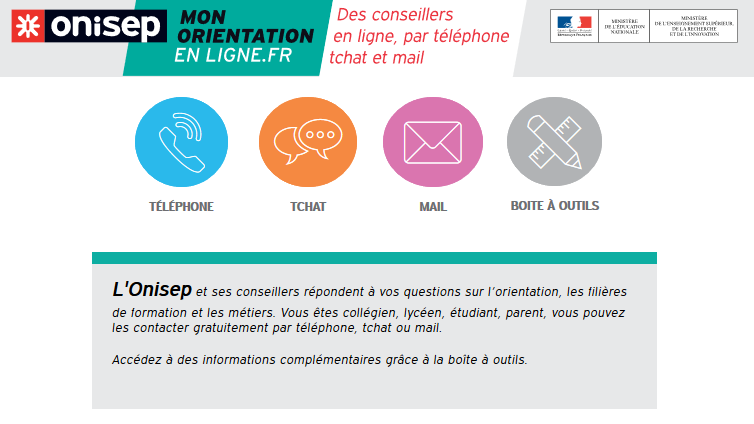 onisep
MON
ORIENTATION
EN LIGNE.FR
Des conseillers
en ligne, par téléphone
tchat et mail
RÉPUBLIQUE FRANÇAISE
MINISTÈRE
DE L'ÉDUCATION
NATIONALE
MINISTÈRE
DE L'ENSEIGNEMENT SUPÉRIEUR,
DE LA RECHERCHE
ET DE L'INNOVATION
TÉLÉPHONE
TCHAT
MAIL
BOITE À OUTILS
L'Onisep et ses conseillers répondent à vos questions sur l'orientation, les filières
de formation et les métiers. Vous êtes collégien, lycéen, étudiant, parent, vous pouvez
les contacter gratuitement par téléphone, tchat ou mail.
Accédez à des informations complémentaires grâce à la boîte à outils.